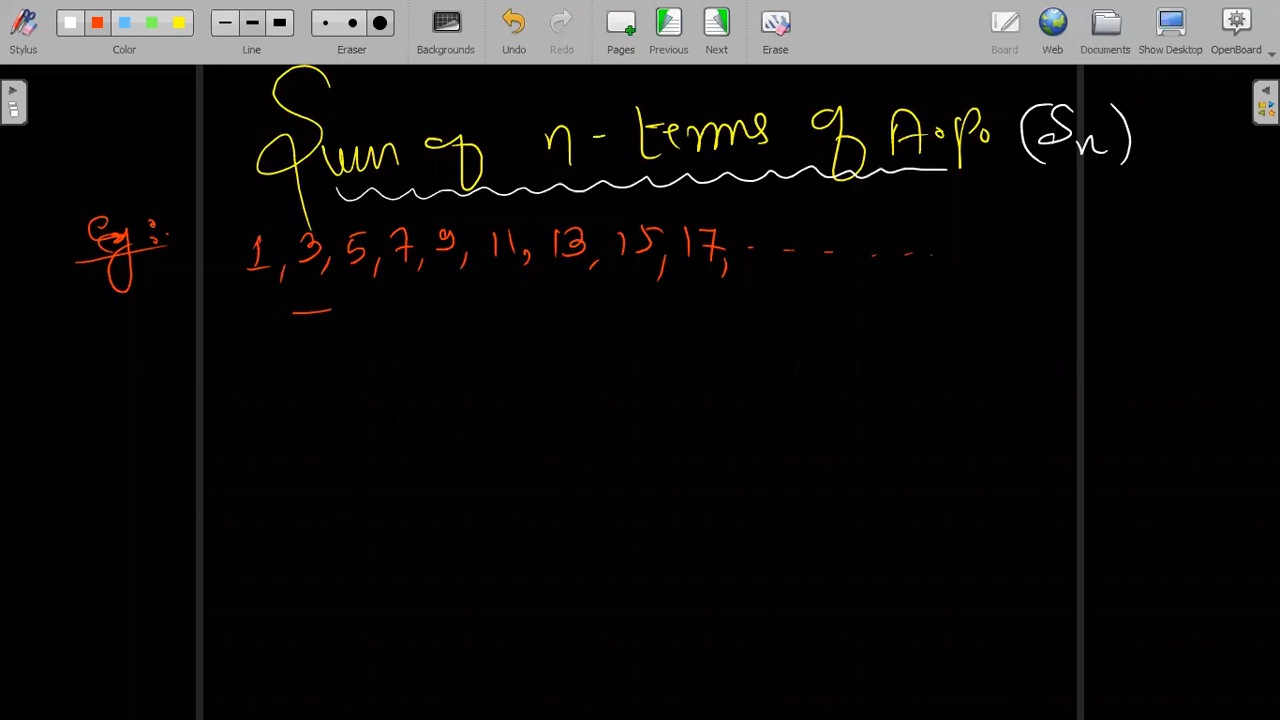 Stylus Color Line Eraser Backgrounds Undo Redo Pages Previous Next Erase Board Web Documents Show Desktop OpenBoard
Sum of n-terms of A.P. (Sn)
Eg:- 1, 3, 5, 7, 9, 11, 13, 15, 17, - - - - - -